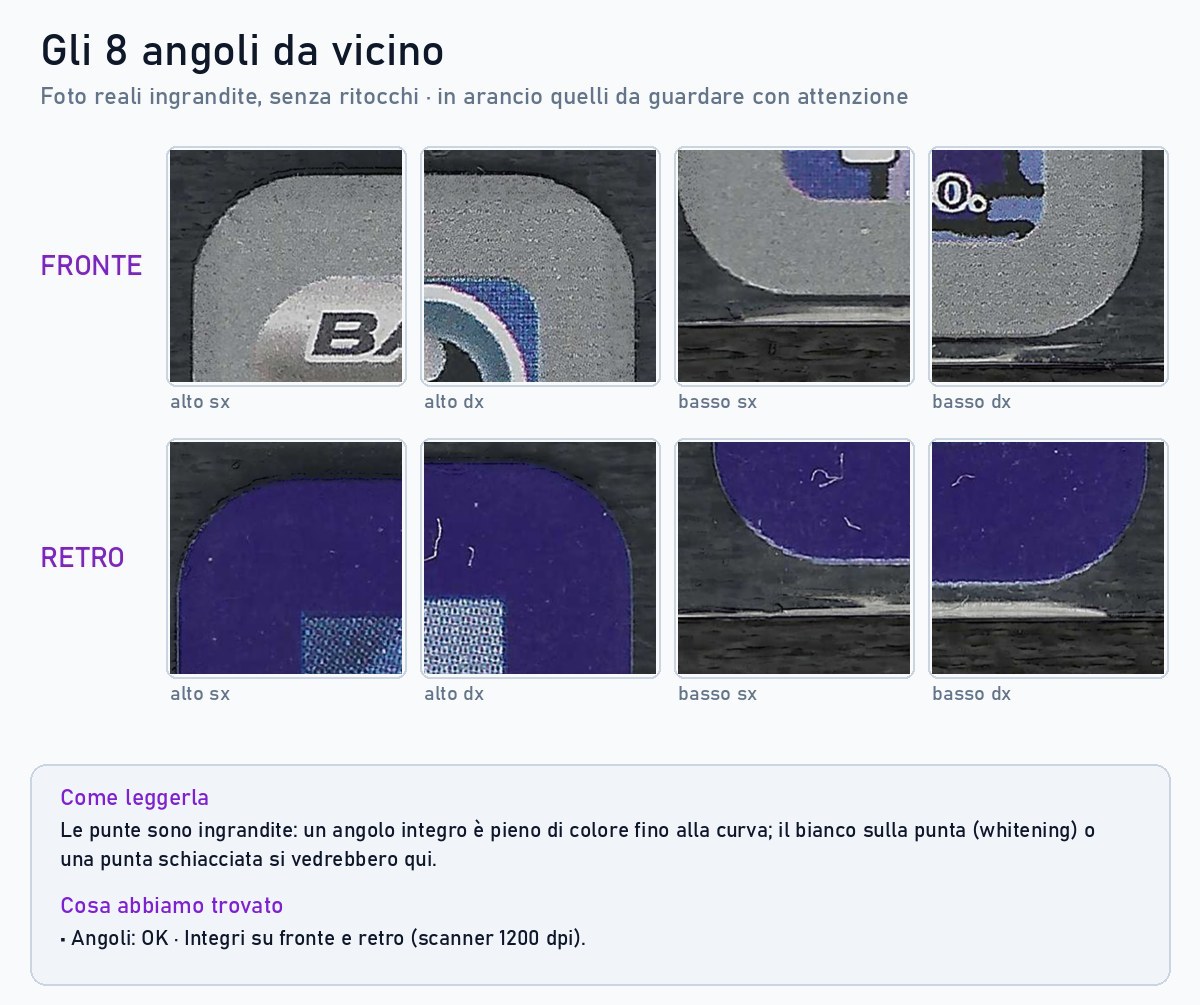 Gli 8 angoli da vicino
Foto reali ingrandite, senza ritocchi · in arancio quelli da guardare con attenzione
FRONTE
BA
O.
alto sx
alto dx
basso sx
basso dx
RETRO
alto sx
alto dx
basso sx
basso dx
Come leggerla
Le punte sono ingrandite: un angolo integro è pieno di colore fino alla curva; il bianco sulla punta (whitening) o
una punta schiacciata si vedrebbero qui.
Cosa abbiamo trovato
· Angoli: OK · Integri su fronte e retro (scanner 1200 dpi).